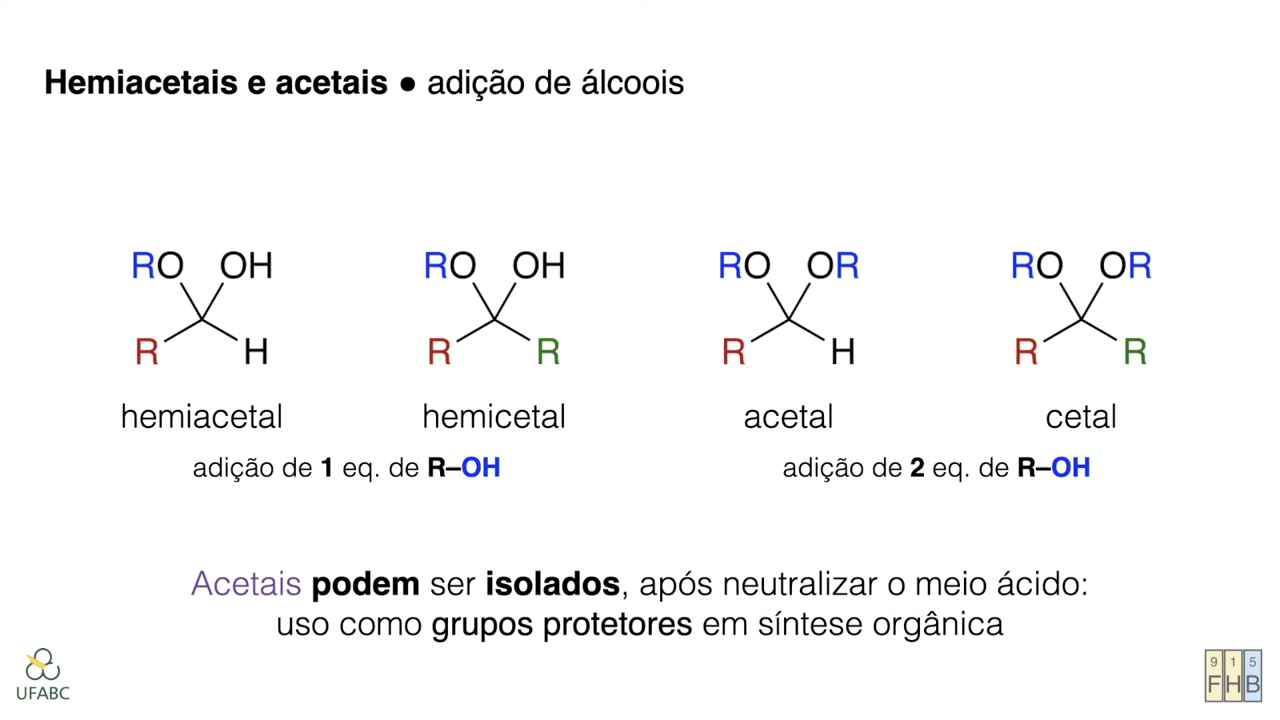 Hemiacetais e acetais ● adição de álcoois
RO OH RO OH RO OR RO OR
R H R R R H R R
hemiacetal hemicetal acetal cetal
adição de 1 eq. de R–OH adição de 2 eq. de R–OH
Acetais podem ser isolados, após neutralizar o meio ácido:
uso como grupos protetores em síntese orgânica
UFABC
9 1 5
F H B